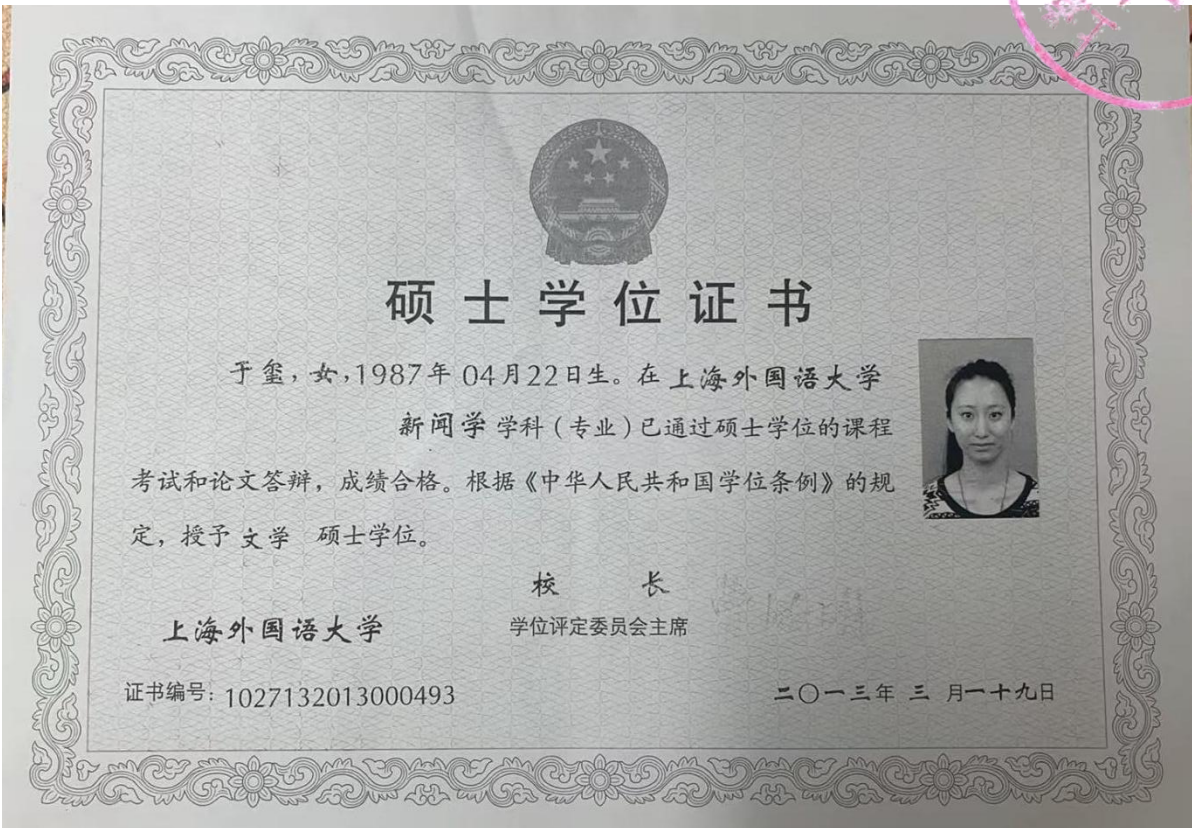 硕士学位证书
于玺，女，1987年 04月22日生。在 上海外国语大学
新闻学 学科（专业）已通过硕士学位的课程
考试和论文答辩，成绩合格。根据《中华人民共和国学位条例》的规
定，授予 文学 硕士学位。
校 长
上海外国语大学 学位评定委员会主席
证书编号：1027132013000493 二〇一三年 三 月一十九日